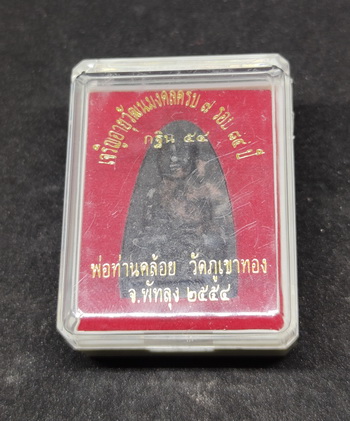 เจริญอายุวัฒนมงคลครบ ๗ รอบ ๘๔ ปี
กฐิน ๕๔
พ่อท่านคล้อย วัดภูเขาทอง
จ.พัทลุง ๒๕๕๔